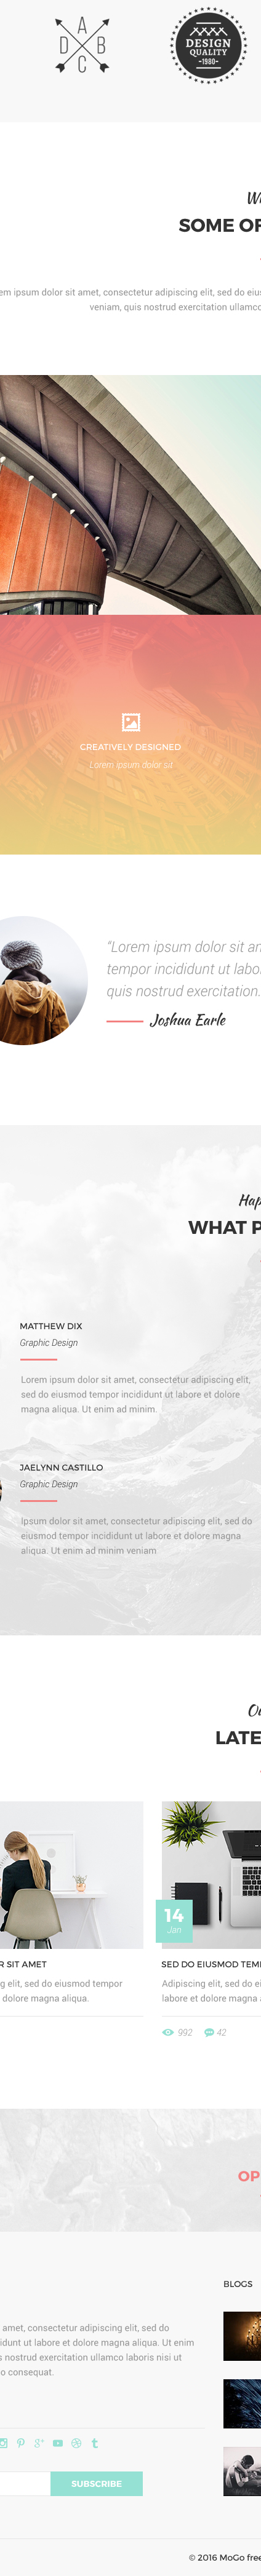 A
D B
C
DESIGN
QUALITY
1980
SOME OF
em ipsum dolor sit amet, consectetur adipiscing elit, sed do eius
veniam, quis nostrud exercitation ullamco
CREATIVELY DESIGNED
Lorem ipsum dolor sit
“Lorem ipsum dolor sit am
tempor incididunt ut labor
quis nostrud exercitation.
Joshua Earle
Hap
WHAT P
MATTHEW DIX
Graphic Design
Lorem ipsum dolor sit amet, consectetur adipiscing elit,
sed do eiusmod tempor incididunt ut labore et dolore
magna aliqua. Ut enim ad minim.
JAELYNN CASTILLO
Graphic Design
Ipsum dolor sit amet, consectetur adipiscing elit, sed do
eiusmod tempor incididunt ut labore et dolore magna
aliqua. Ut enim ad minim veniam
Ou
LATE
14
Jan
R SIT AMET
g elit, sed do eiusmod tempor
dolore magna aliqua.
SED DO EIUSMOD TEM
Adipiscing elit, sed do ei
labore et dolore magna
992 42
OP
BLOGS
amet, consectetur adipiscing elit, sed do
idunt ut labore et dolore magna aliqua. Ut enim
s nostrud exercitation ullamco laboris nisi ut
o consequat.
SUBSCRIBE
© 2016 MoGo free